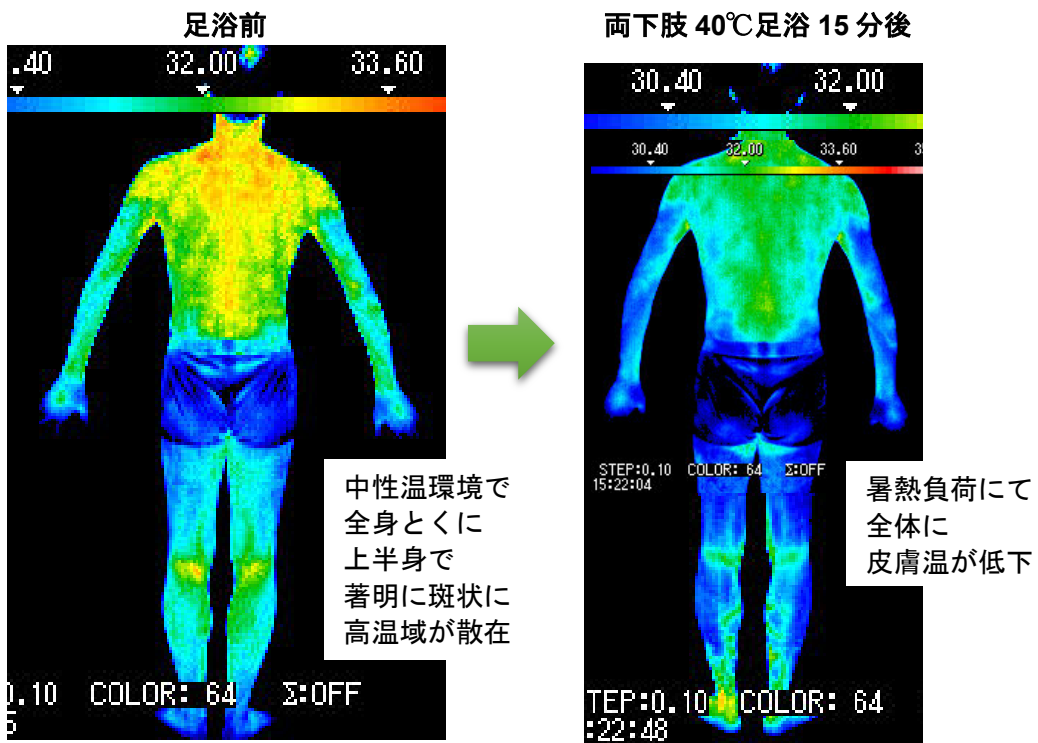 足浴前
両下肢 40℃足浴 15 分後
.40 32.00 33.60
30.40 32.00
30.40 32.00 33.60 3
中性温環境で
全身とくに
上半身で
著明に斑状に
高温域が散在
STEP:0.10 COLOR: 64 Σ:OFF
15:22:04
暑熱負荷にて
全体に
皮膚温が低下
0.10 COLOR: 64 Σ:OFF
5
TEP:0.10 COLOR: 64
:22:48